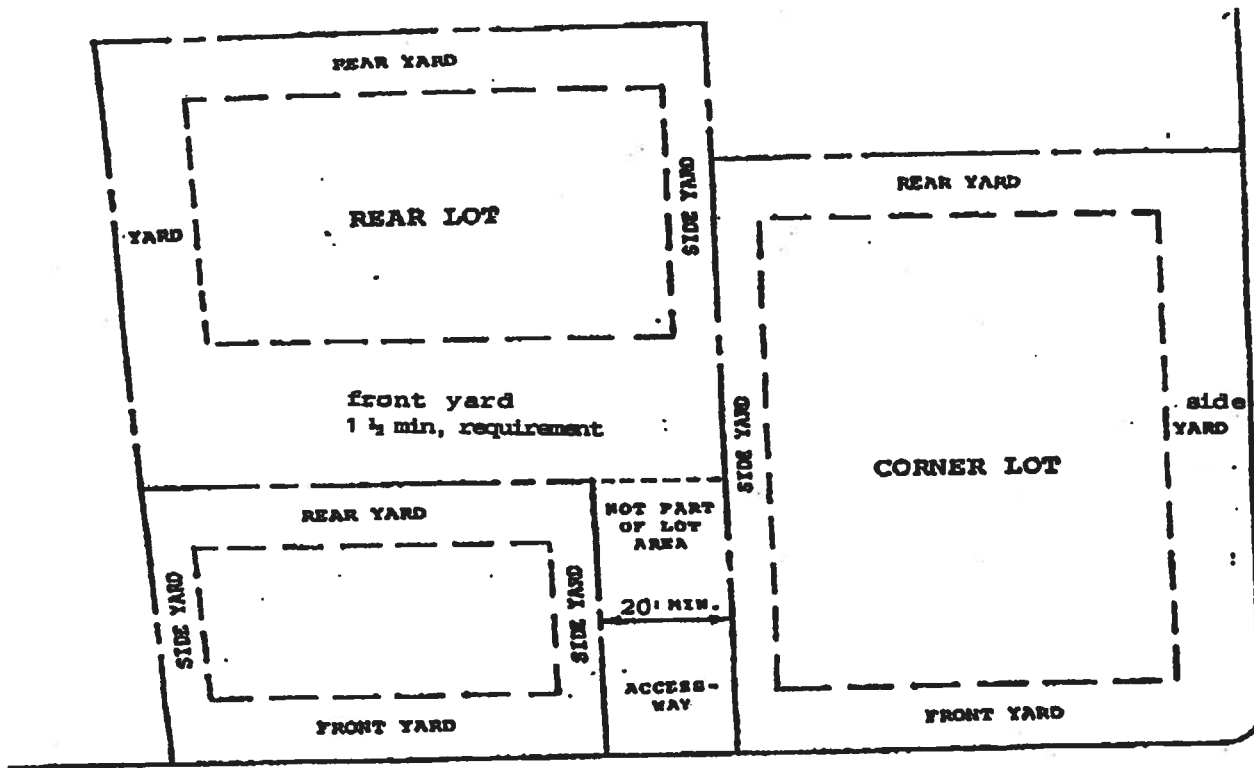 REAR YARD
REAR LOT
YARD
SIDE YARD
front yard
1 ½ min, requirement
REAR YARD
SIDE YARD
SIDE YARD
FRONT YARD
NOT PART
OF LOT
AREA
20' MIN.
ACCESS-
WAY
REAR YARD
SIDE YARD
CORNER LOT
side
YARD
FRONT YARD